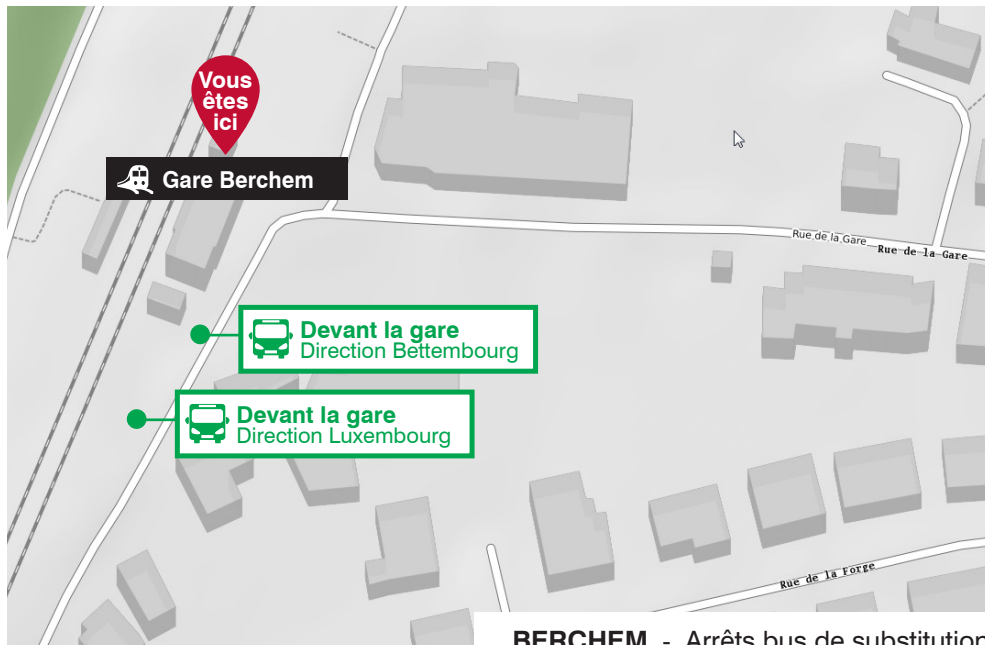 Vous
êtes
ici
Gare Berchem
Rue de la Gare
Rue de la Gare
Devant la gare
Direction Bettembourg
Devant la gare
Direction Luxembourg
Rue de la Forge
BERCHEM - Arrêts bus de substitution